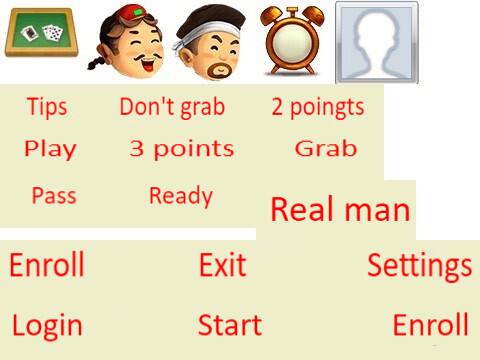 Tips Don't grab 2 poingts
Play 3 points Grab
Pass Ready
Real man
Enroll Exit Settings
Login Start Enroll